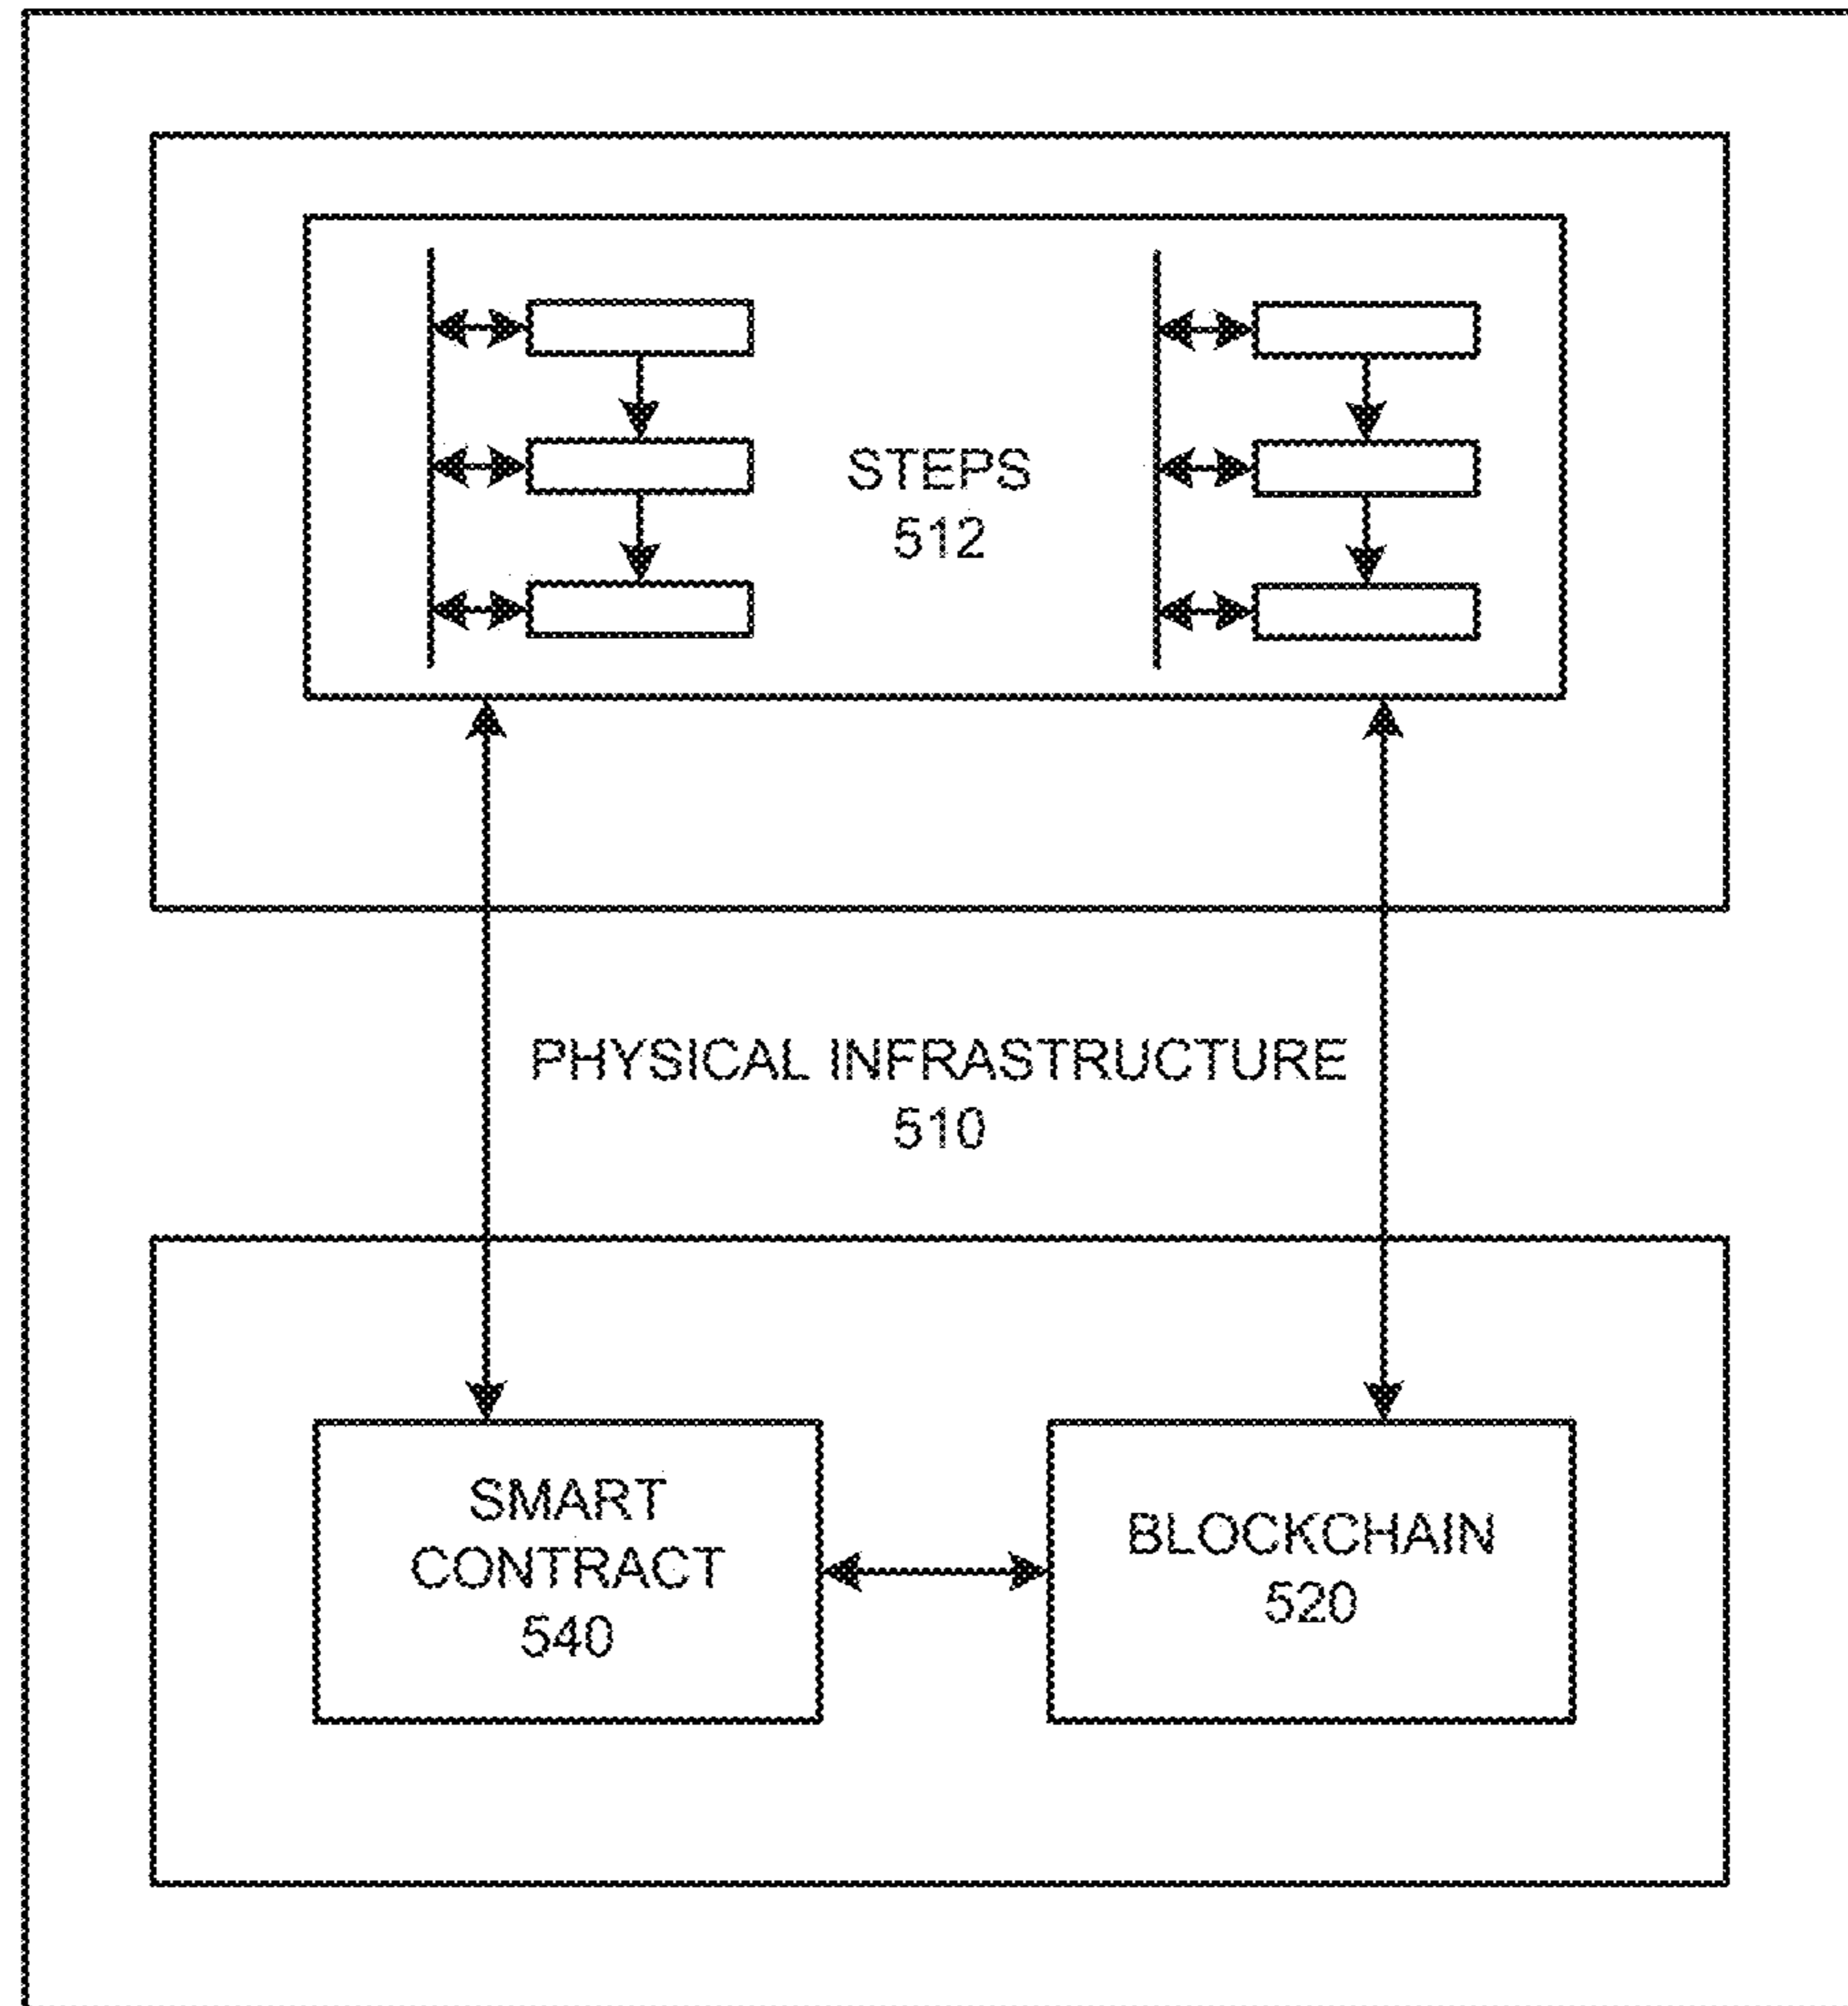 STEPS
512
PHYSICAL INFRASTRUCTURE
510
SMART
CONTRACT
540
BLOCKCHAIN
520